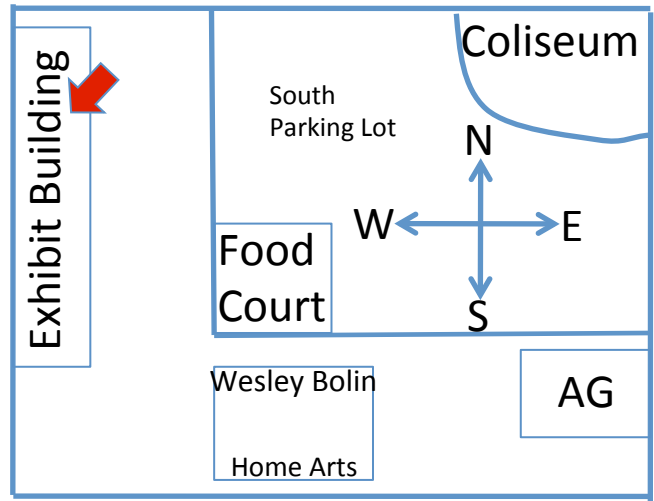 Exhibit Building
Coliseum
South
Parking Lot
N
W
E
S
Food
Court
Wesley Bolin
Home Arts
AG